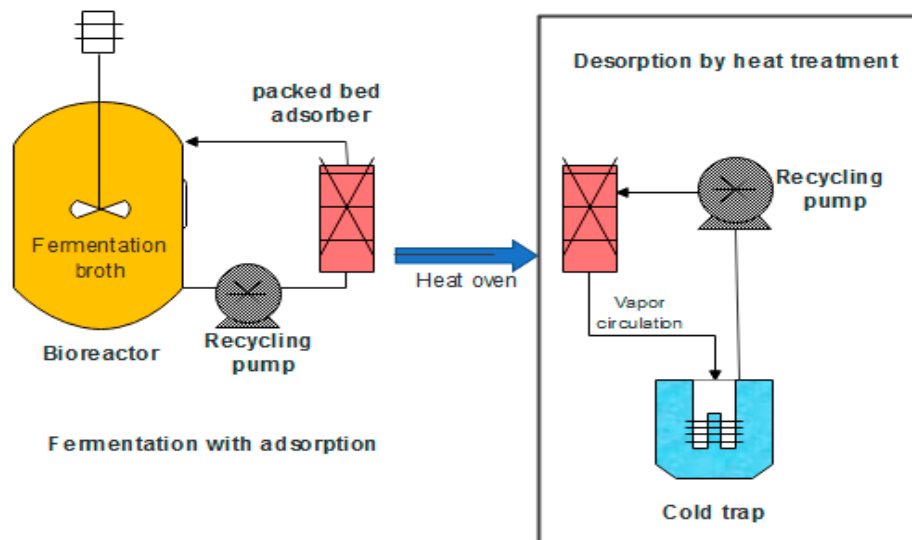 Desorption by heat treatment
packed bed
adsorber
Recycling
pump
Fermentation
broth
Heat oven
Vapor
circulation
Bioreactor
Recycling
pump
Fermentation with adsorption
Cold trap